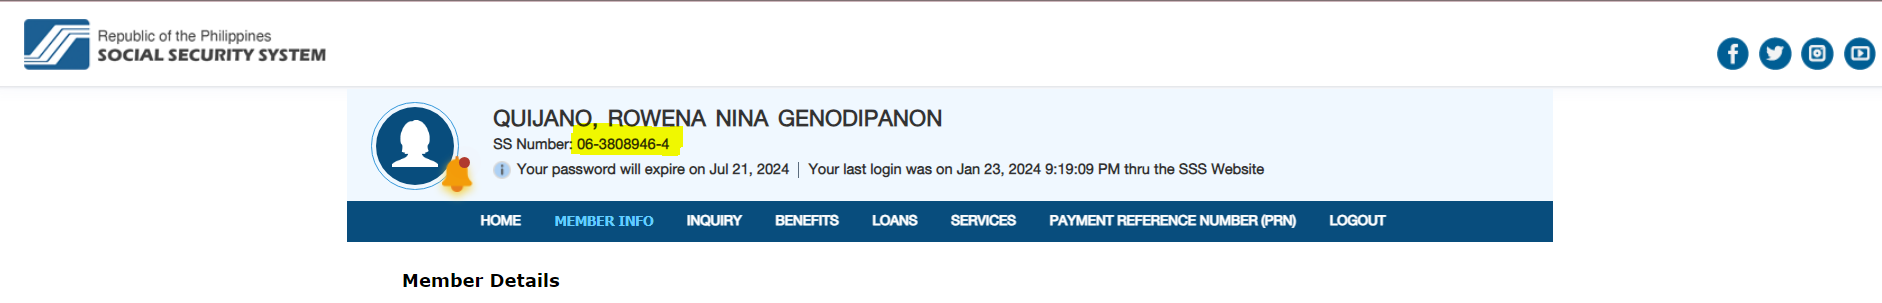 Republic of the Philippines
SOCIAL SECURITY SYSTEM
QUIJANO, ROWENA NINA GENODIPANON
SS Number: 06-3808946-4
Your password will expire on Jul 21, 2024 | Your last login was on Jan 23, 2024 9:19:09 PM thru the SSS Website
HOME MEMBER INFO INQUIRY BENEFITS LOANS SERVICES PAYMENT REFERENCE NUMBER (PRN) LOGOUT
Member Details